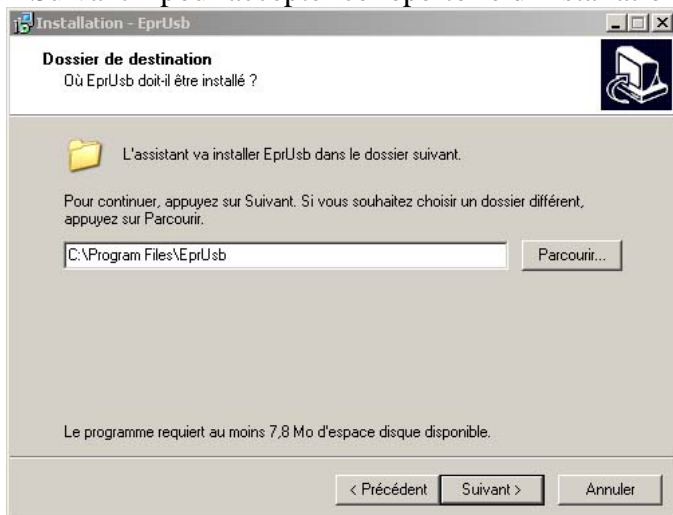 Installation - EprUsb
Dossier de destination
Où EprUsb doit-il être installé ?
L'assistant va installer EprUsb dans le dossier suivant.
Pour continuer, appuyez sur Suivant. Si vous souhaitez choisir un dossier différent,
appuyez sur Parcourir.
C:\Program Files\EprUsb
Parcourir...
Le programme requiert au moins 7,8 Mo d'espace disque disponible.
< Précédent
Suivant >
Annuler